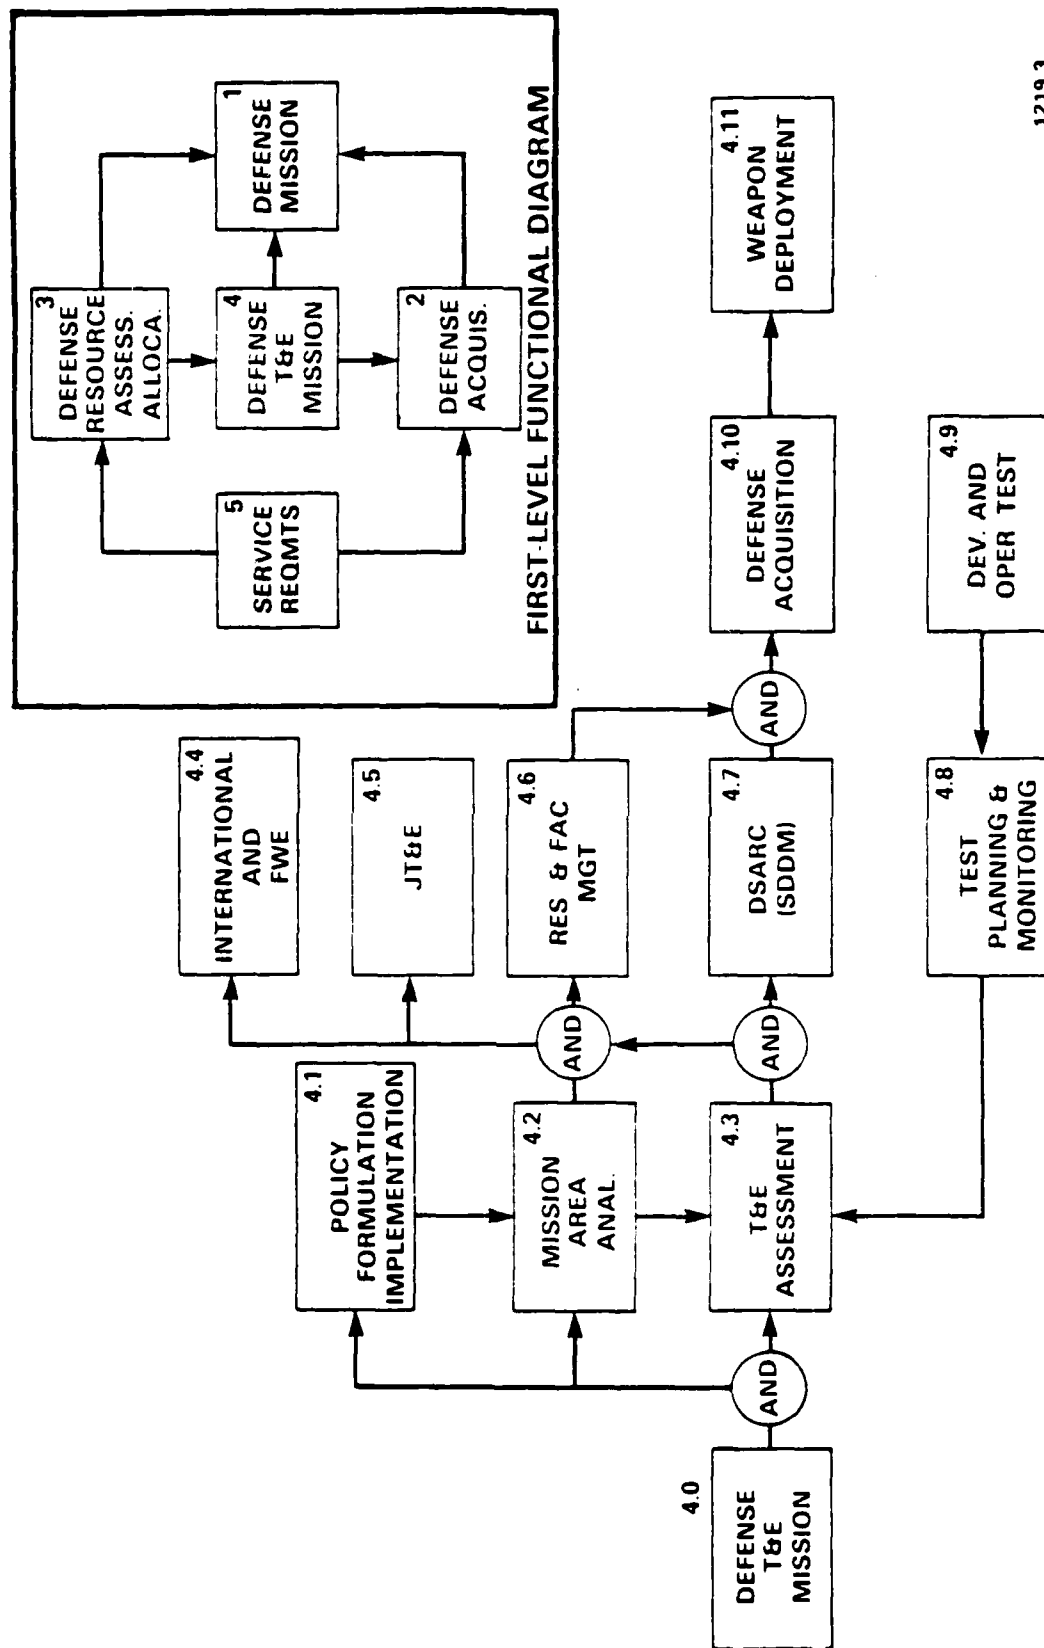 3
DEFENSE
RESOURCE
ASSESS.
ALLOCA.
5
SERVICE
REQMTS
4
DEFENSE
T&E
MISSION
1
DEFENSE
MISSION
2
DEFENSE
ACQUIS.
FIRST-LEVEL FUNCTIONAL DIAGRAM
4.4
INTERNATIONAL
AND
FWE
4.1
POLICY
FORMULATION
IMPLEMENTATION
4.5
JT&E
4.2
MISSION
AREA
ANAL.
AND
4.6
RES & FAC
MGT
4.0
DEFENSE
T&E
MISSION
AND
4.3
T&E
ASSESSMENT
AND
4.7
DSARC
(SDDM)
AND
4.10
DEFENSE
ACQUISITION
4.11
WEAPON
DEPLOYMENT
4.8
TEST
PLANNING &
MONITORING
4.9
DEV. AND
OPER TEST
1219.3